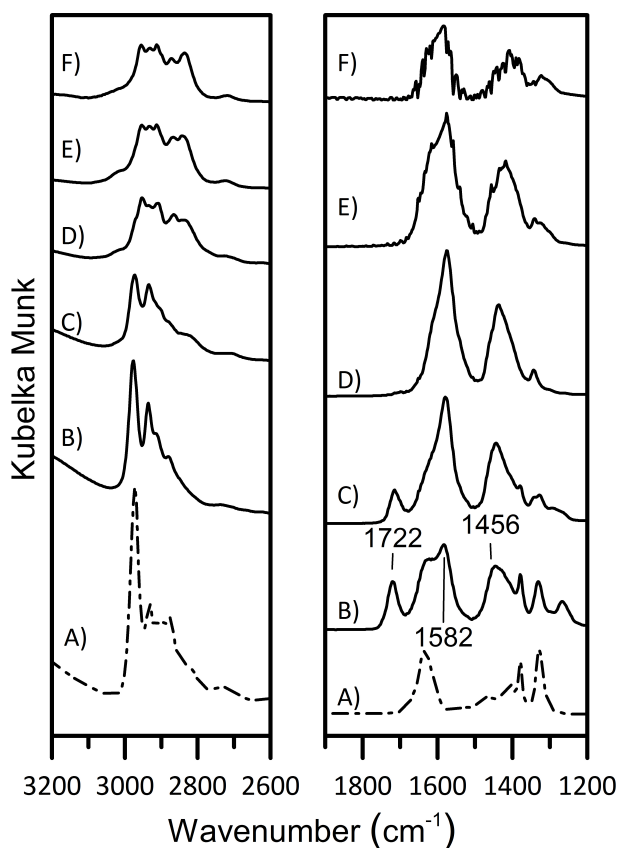 Kubelka Munk
F)
E)
D)
C)
B)
A)
F)
E)
D)
C)
1722
1456
B)
1582
A)
3200 3000 2800 2600
1800 1600 1400 1200
Wavenumber (cm-1)